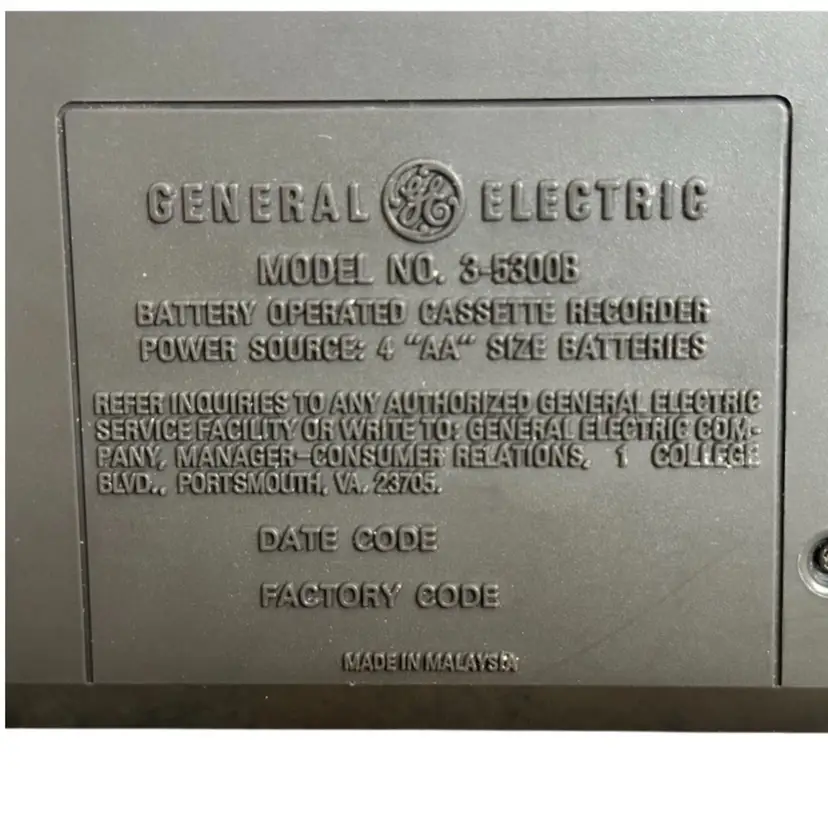 GENERAL GE ELECTRIC
MODEL NO. 3-5300B
BATTERY OPERATED CASSETTE RECORDER
POWER SOURCE: 4 "AA" SIZE BATTERIES
REFER INQUIRIES TO ANY AUTHORIZED GENERAL ELECTRIC
SERVICE FACILITY OR WRITE TO: GENERAL ELECTRIC COM-
PANY, MANAGER-CONSUMER RELATIONS, 1 COLLEGE
BLVD., PORTSMOUTH, VA. 23705.
DATE CODE
FACTORY CODE
MADE IN MALAYSIA